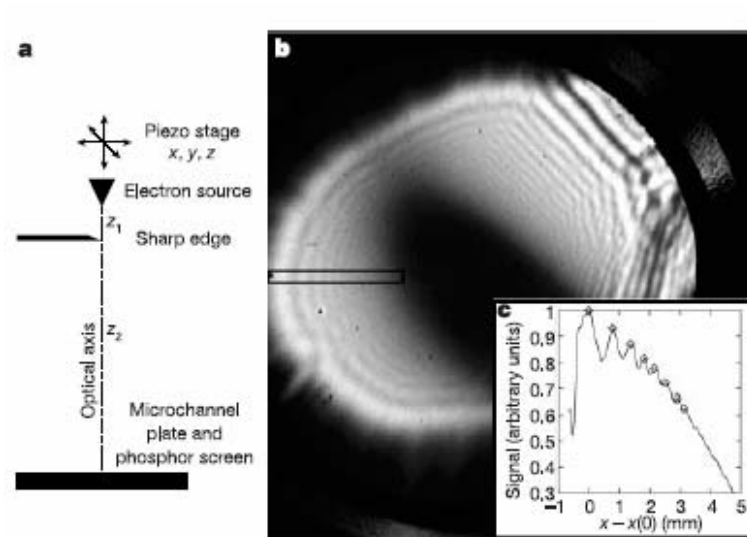 a
Piezo stage
x, y, z
Electron source
z1
Sharp edge
z2
Optical axis
Microchannel
plate and
phosphor screen
b
c
Signal (arbitrary units)
1
0.9
0.8
0.7
0.6
0.5
0.4
0.3
−1 0 1 2 3 4 5
x − x(0) (mm)